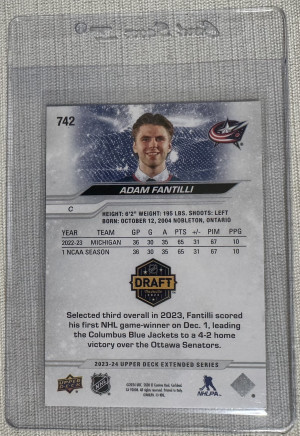 742
ADAM FANTILLI
C
HEIGHT: 6'2" WEIGHT: 195 LBS. SHOOTS: LEFT
BORN: OCTOBER 12, 2004 NOBLETON, ONTARIO
YEAR TEAM GP G A PTS +/- PIM PPG
2022-23 MICHIGAN 36 30 35 65 31 67 10
1 NCAA SEASON 36 30 35 65 31 67 10
DRAFT
Selected third overall in 2023, Fantilli scored
his first NHL game-winner on Dec. 1, leading
the Columbus Blue Jackets to a 4-2 home
victory over the Ottawa Senators.
2023-24 UPPER DECK EXTENDED SERIES
UPPER DECK
NHL
NHLPA